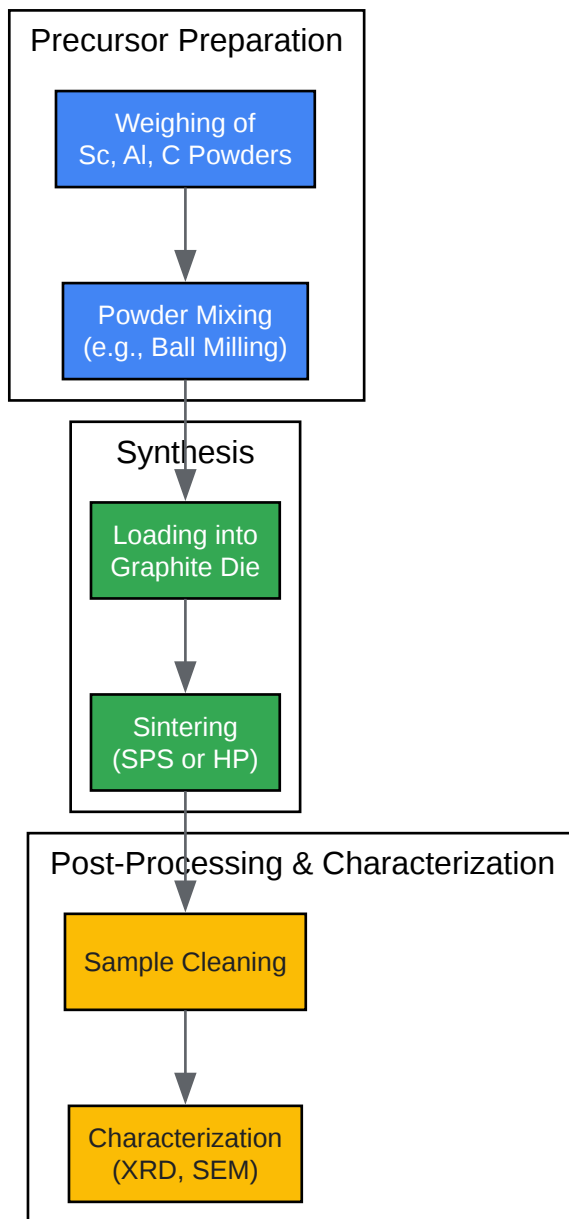 Precursor Preparation
Weighing of
Sc, Al, C Powders
Powder Mixing
(e.g., Ball Milling)
Synthesis
Loading into
Graphite Die
Sintering
(SPS or HP)
Post-Processing & Characterization
Sample Cleaning
Characterization
(XRD, SEM)